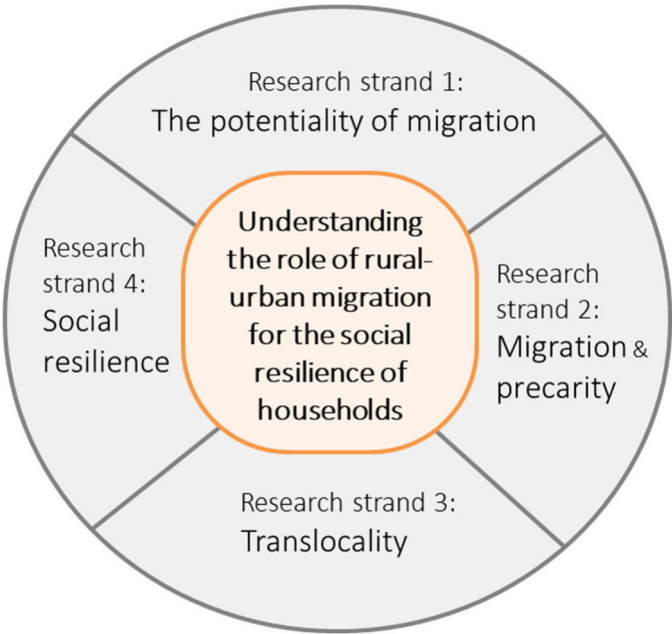 Research strand 1:
The potentiality of migration
Understanding
the role of rural-
urban migration
for the social
resilience of
households
Research
strand 2:
Migration &
precarity
Research strand 3:
Translocality
Research
strand 4:
Social
resilience